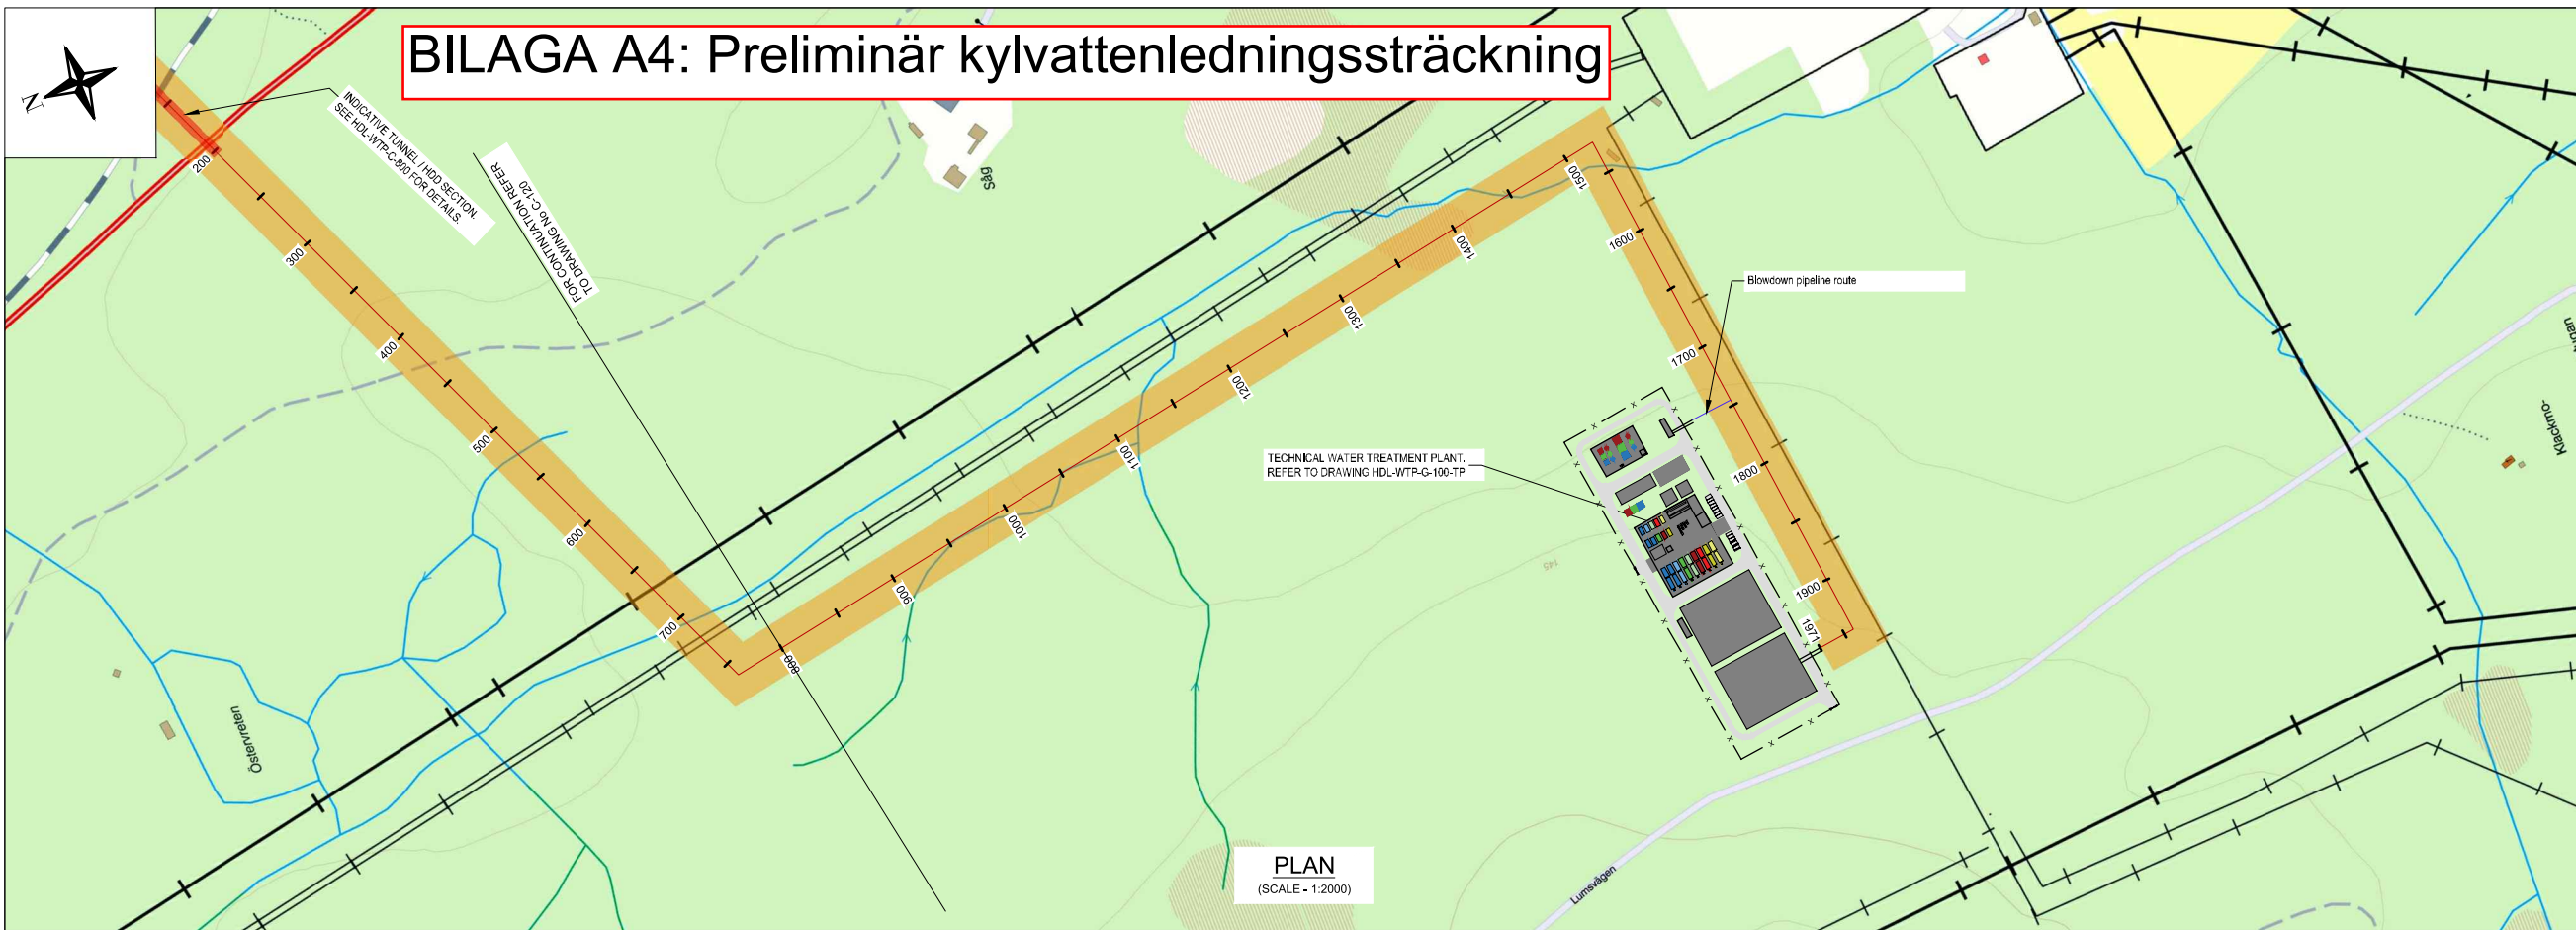 BILAGA A4: Preliminär kylvattenledningssträckning
N
INDICATIVE TUNNEL / HDD SECTION.
SEE HDL-WTP-C-800 FOR DETAILS.
FOR CONTINUATION REFER
TO DRAWING No C-120
Såg
200
300
400
500
600
700
800
900
1000
1100
1200
1300
1400
1500
1600
1700
1800
1900
1971
Blowdown pipeline route
TECHNICAL WATER TREATMENT PLANT.
REFER TO DRAWING HDL-WTP-G-100-TP
145
Östervreten
Klackmo-
Lumsvägen
PLAN
(SCALE - 1:2000)